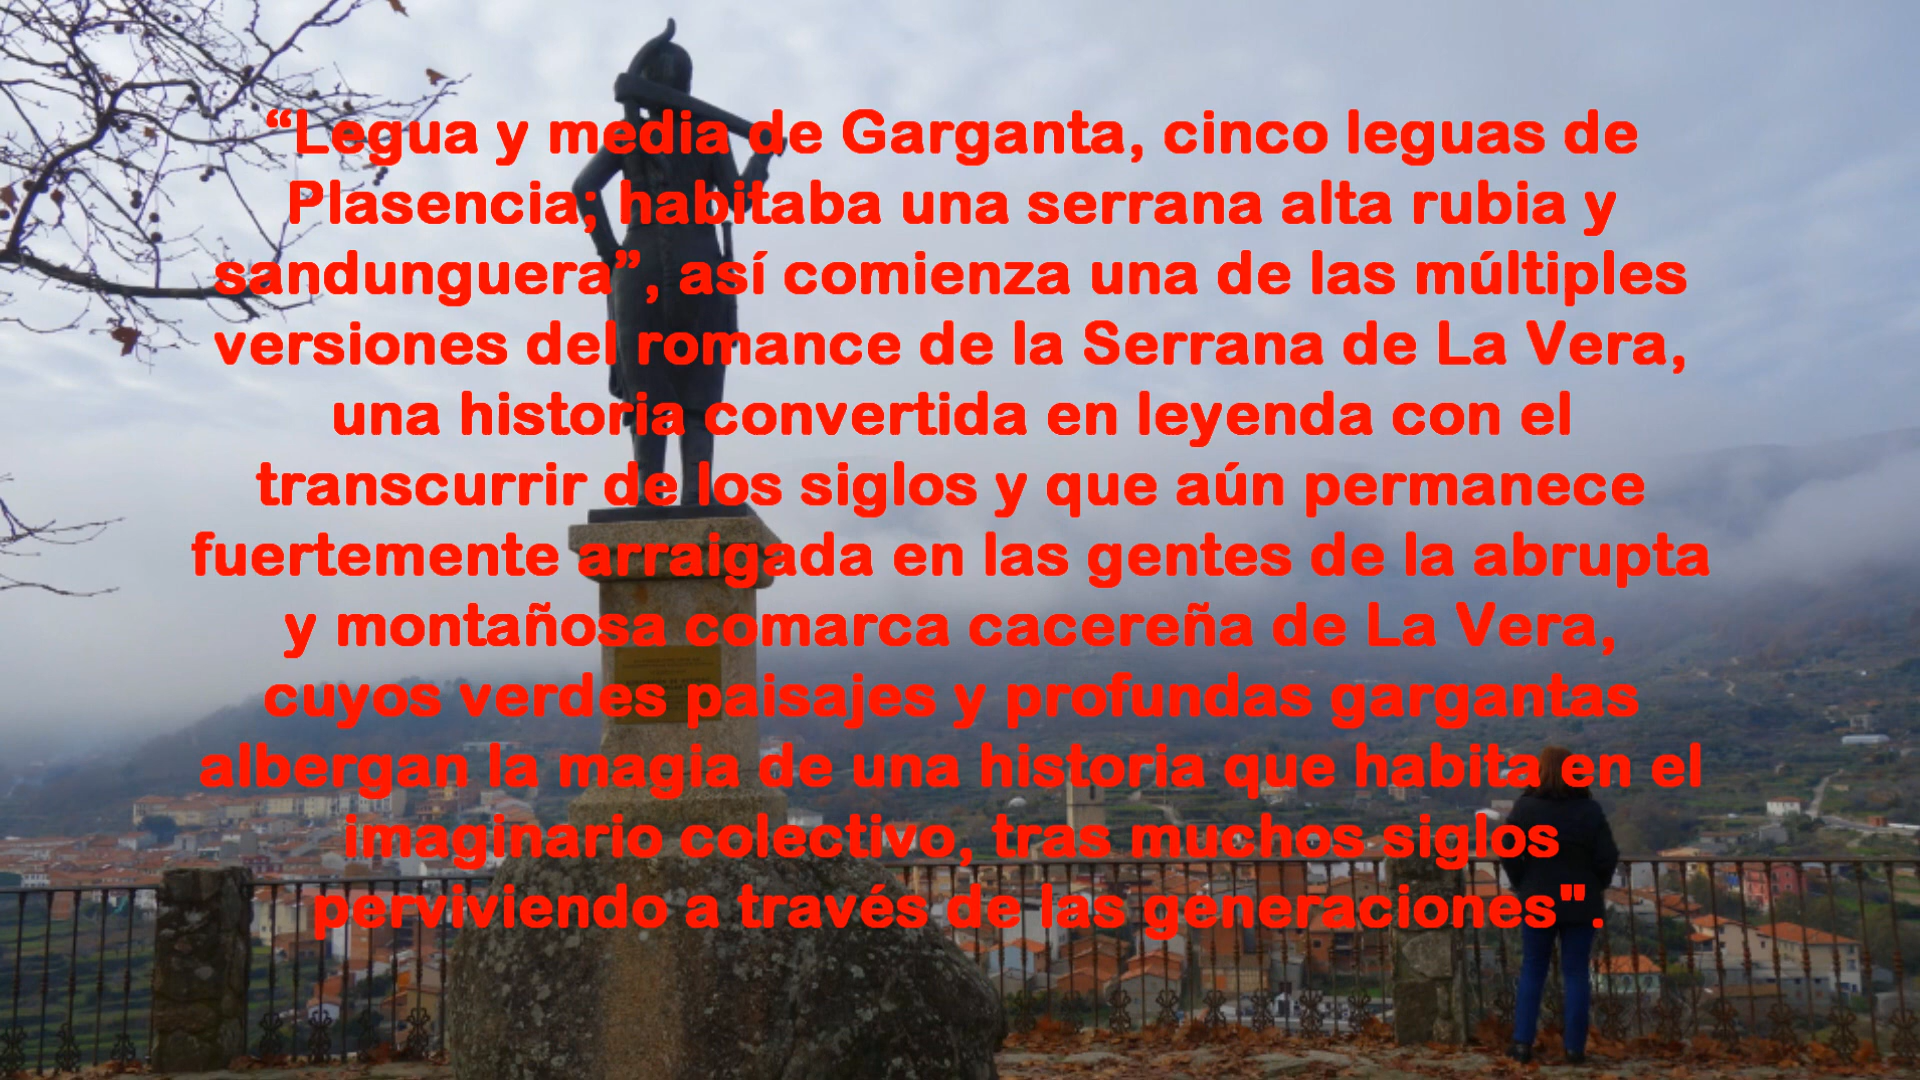 “Legua y media de Garganta, cinco leguas de
Plasencia; habitaba una serrana alta rubia y
sandunguera”, así comienza una de las múltiples
versiones del romance de la Serrana de La Vera,
una historia convertida en leyenda con el
transcurrir de los siglos y que aún permanece
fuertemente arraigada en las gentes de la abrupta
y montañosa comarca cacereña de La Vera,
cuyos verdes paisajes y profundas gargantas
albergan la magia de una historia que habita en el
imaginario colectivo, tras muchos siglos
perviviendo a través de las generaciones".